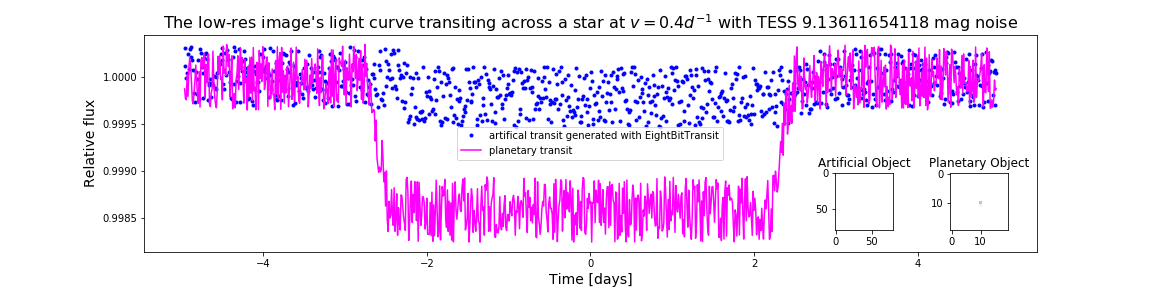 The low-res image's light curve transiting across a star at v = 0.4d⁻¹ with TESS 9.13611654118 mag noise
Relative flux
1.0000
0.9995
0.9990
0.9985
artifical transit generated with EightBitTransit
planetary transit
Artificial Object
0
50
0
50
Planetary Object
0
10
0
10
−4
−2
0
2
4
Time [days]